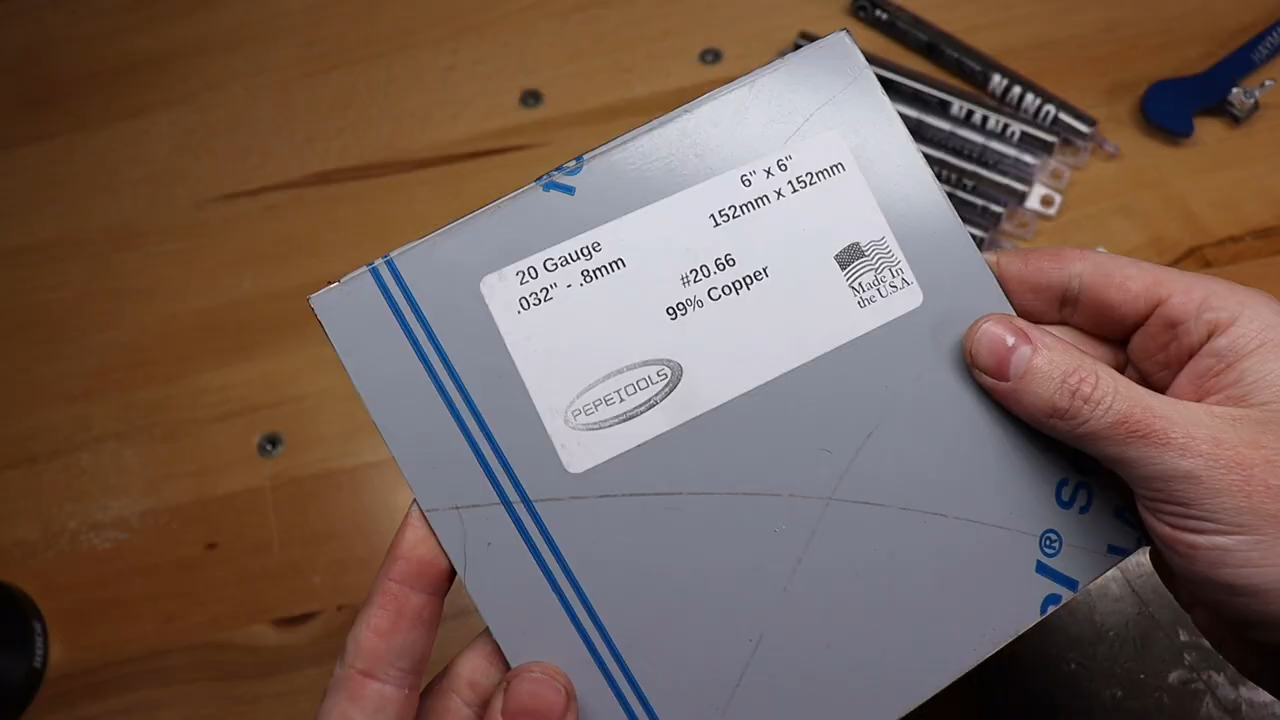 6" x 6"
152mm x 152mm
20 Gauge
.032" - .8mm
#20.66
99% Copper
Made In
the U.S.A.
PEPETOOLS
NANO
NANO